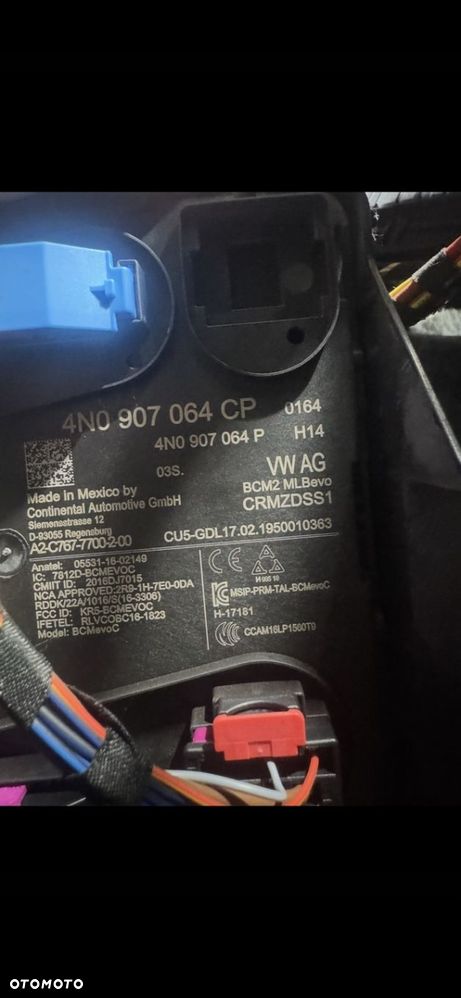 4N0 907 064 CP 0164
4N0 907 064 P H14
03S. VW AG
BCM2 MLBevo
CRMZDSS1
Made in Mexico by
Continental Automotive GmbH
Siemensstrasse 12
D-93055 Regensburg
A2-C767-7700-2-00
CU5-GDL17.02.1950010363
Anatel: 05531-16-02149
IC: 7812D-BCMEVOC
CMIIT ID: 2016DJ7015
NCA APPROVED:2R9-1H-7E0-0DA
RDDK/22A/1016/S(16-3306)
FCC ID: KR5-BCMEVOC
IFETEL: RLVCOBC16-1823
Model: BCMevoC
CE
MSIP-PRM-TAL-BCMevoC
H-17181
CCAM16LP1560T9
OTOMOTO